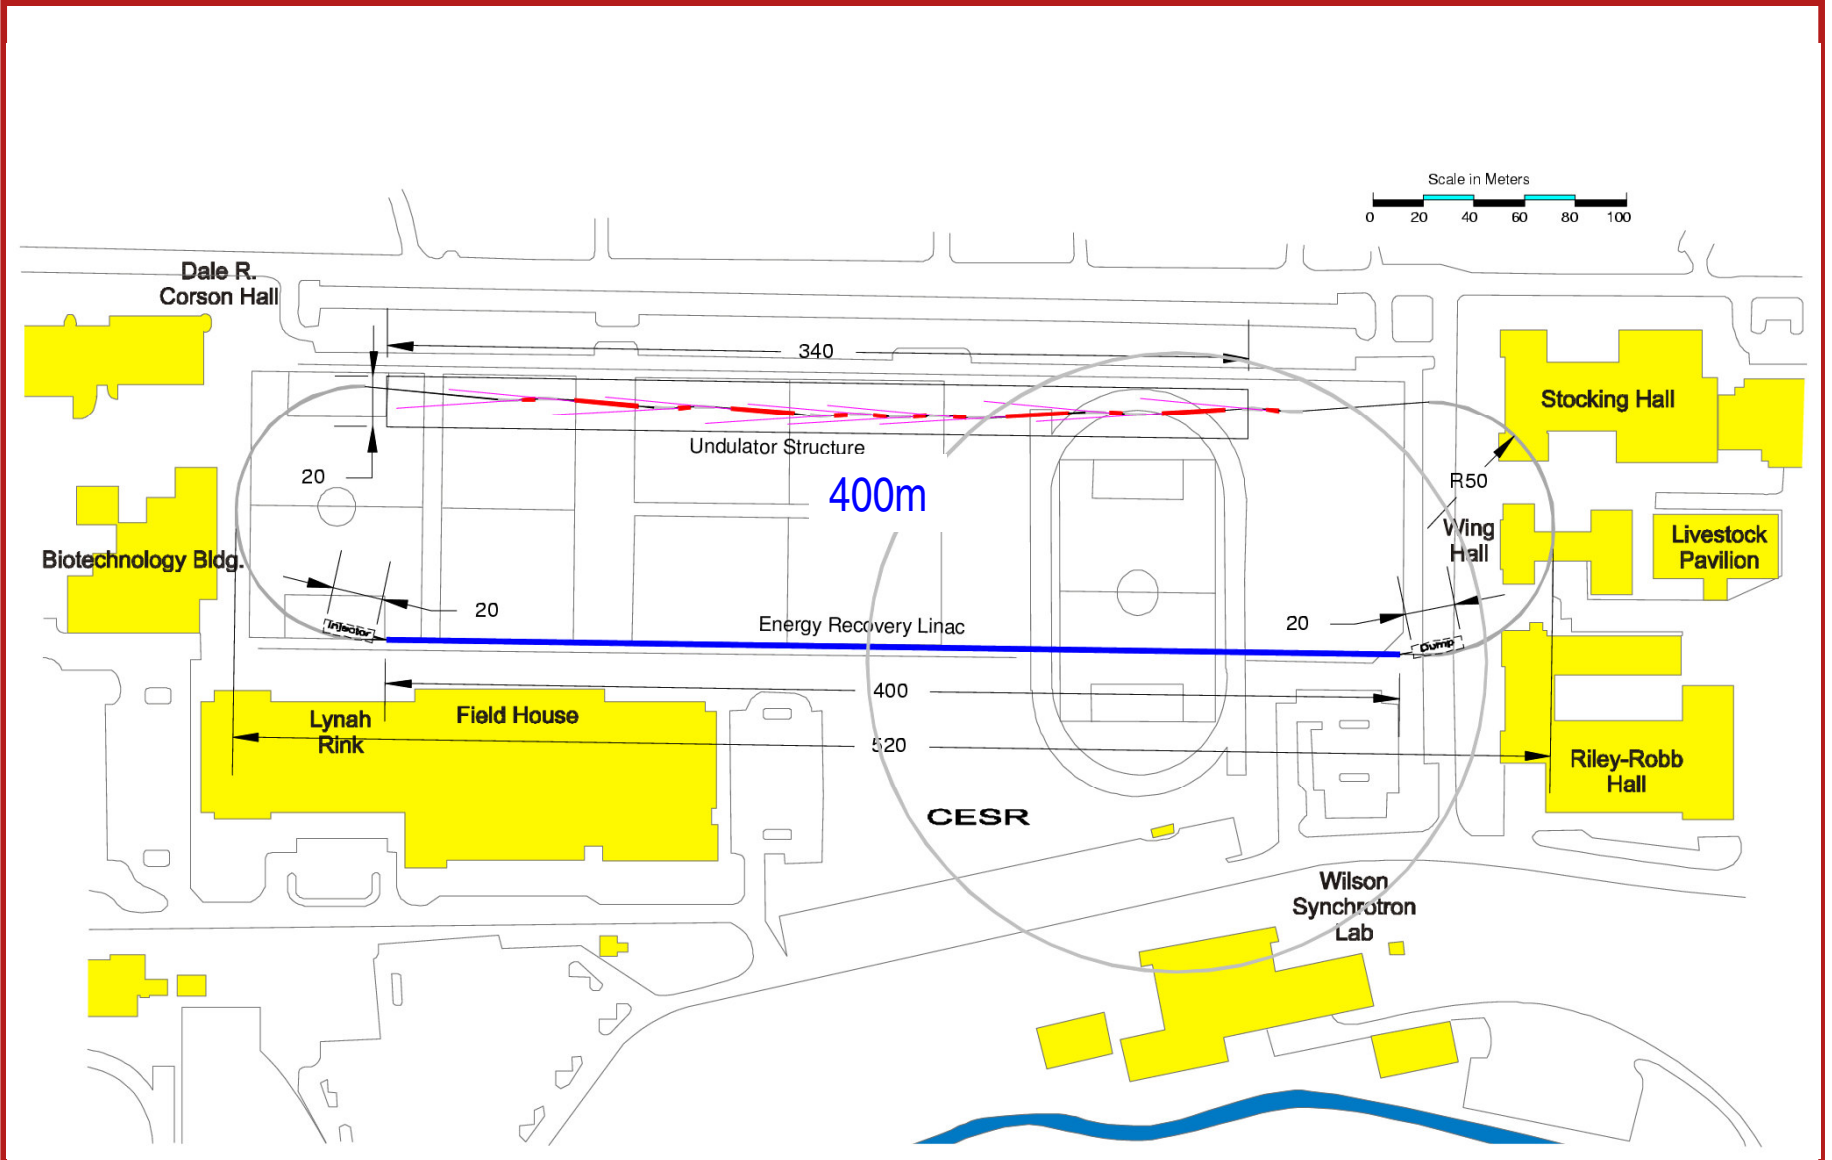 Scale in Meters
0 20 40 60 80 100
Dale R.
Corson Hall
340
Stocking Hall
Undulator Structure
20
R50
400m
Wing
Hall
Livestock
Pavilion
Biotechnology Bldg.
20
Energy Recovery Linac
20
Injector
Dump
400
Lynah
Rink
Field House
520
Riley-Robb
Hall
CESR
Wilson
Synchrotron
Lab